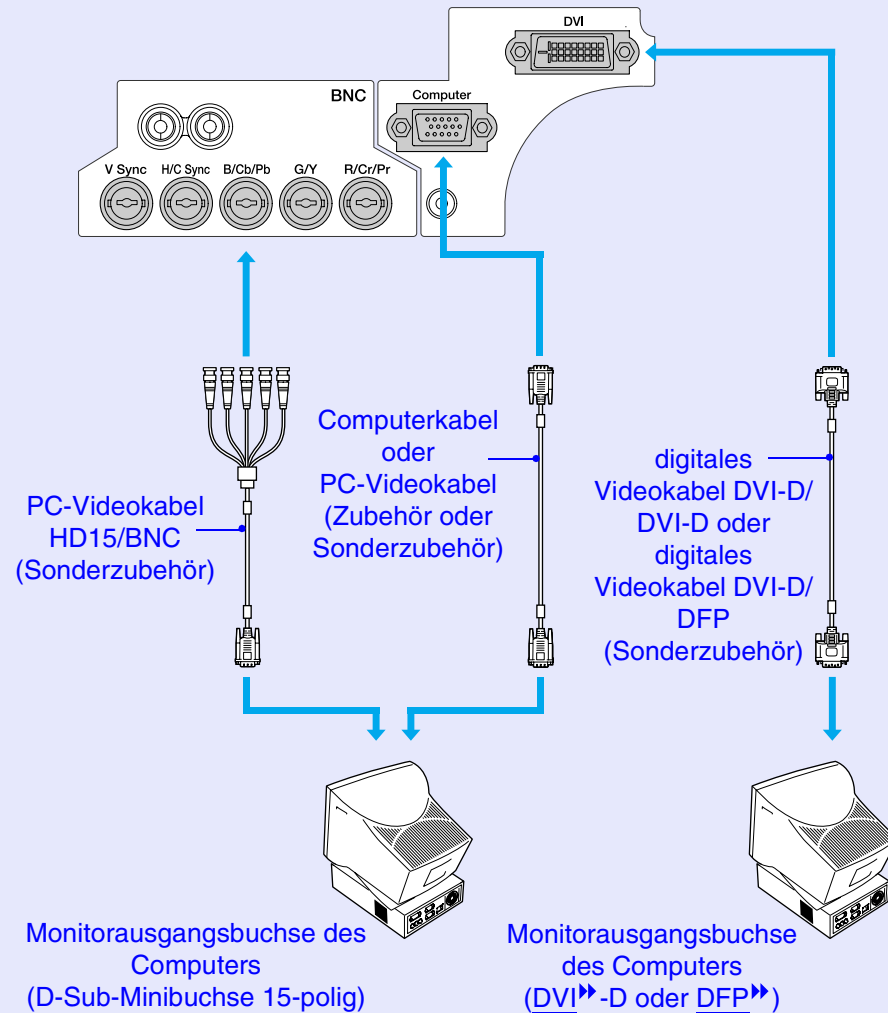 DVI
BNC
Computer
V Sync
H/C Sync
B/Cb/Pb
G/Y
R/Cr/Pr
PC-Videokabel
HD15/BNC
(Sonderzubehör)
Computerkabel
oder
PC-Videokabel
(Zubehör oder
Sonderzubehör)
digitales
Videokabel DVI-D/
DVI-D oder
digitales
Videokabel DVI-D/
DFP
(Sonderzubehör)
Monitorausgangsbuchse des
Computers
(D-Sub-Minibuchse 15-polig)
Monitorausgangsbuchse
des Computers
(DVI-D oder DFP)